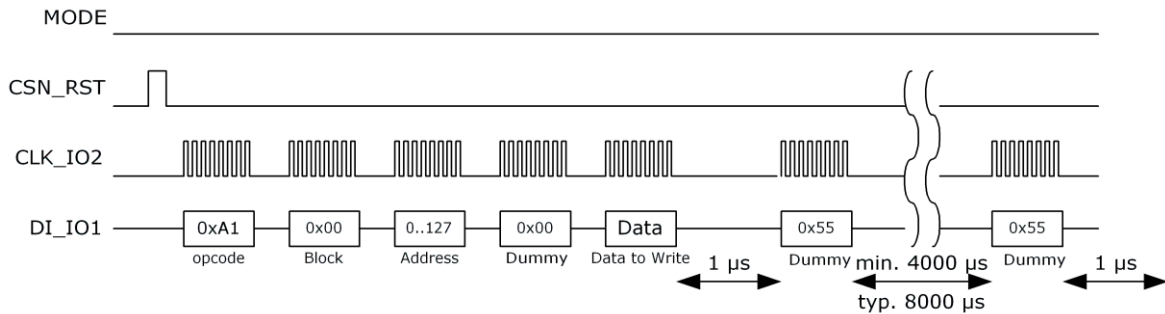 MODE
CSN_RST
CLK_IO2
DI_IO1
0xA1 0x00 0..127 0x00 Data 0x55 0x55
opcode Block Address Dummy Data to Write 1 µs Dummy min. 4000 µs Dummy 1 µs
typ. 8000 µs